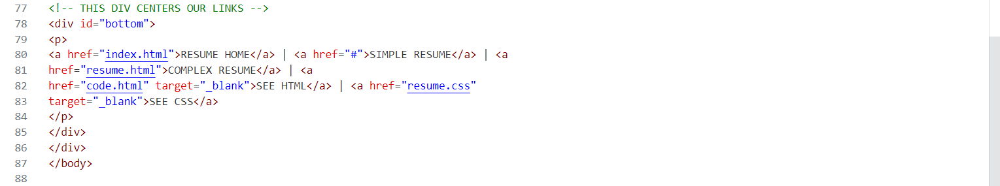 77 <!-- THIS DIV CENTERS OUR LINKS -->
78 <div id="bottom">
79 <p>
80 <a href="index.html">RESUME HOME</a> | <a href="#">SIMPLE RESUME</a> | <a
81 href="resume.html">COMPLEX RESUME</a> | <a
82 href="code.html" target="_blank">SEE HTML</a> | <a href="resume.css"
83 target="_blank">SEE CSS</a>
84 </p>
85 </div>
86 </div>
87 </body>
88